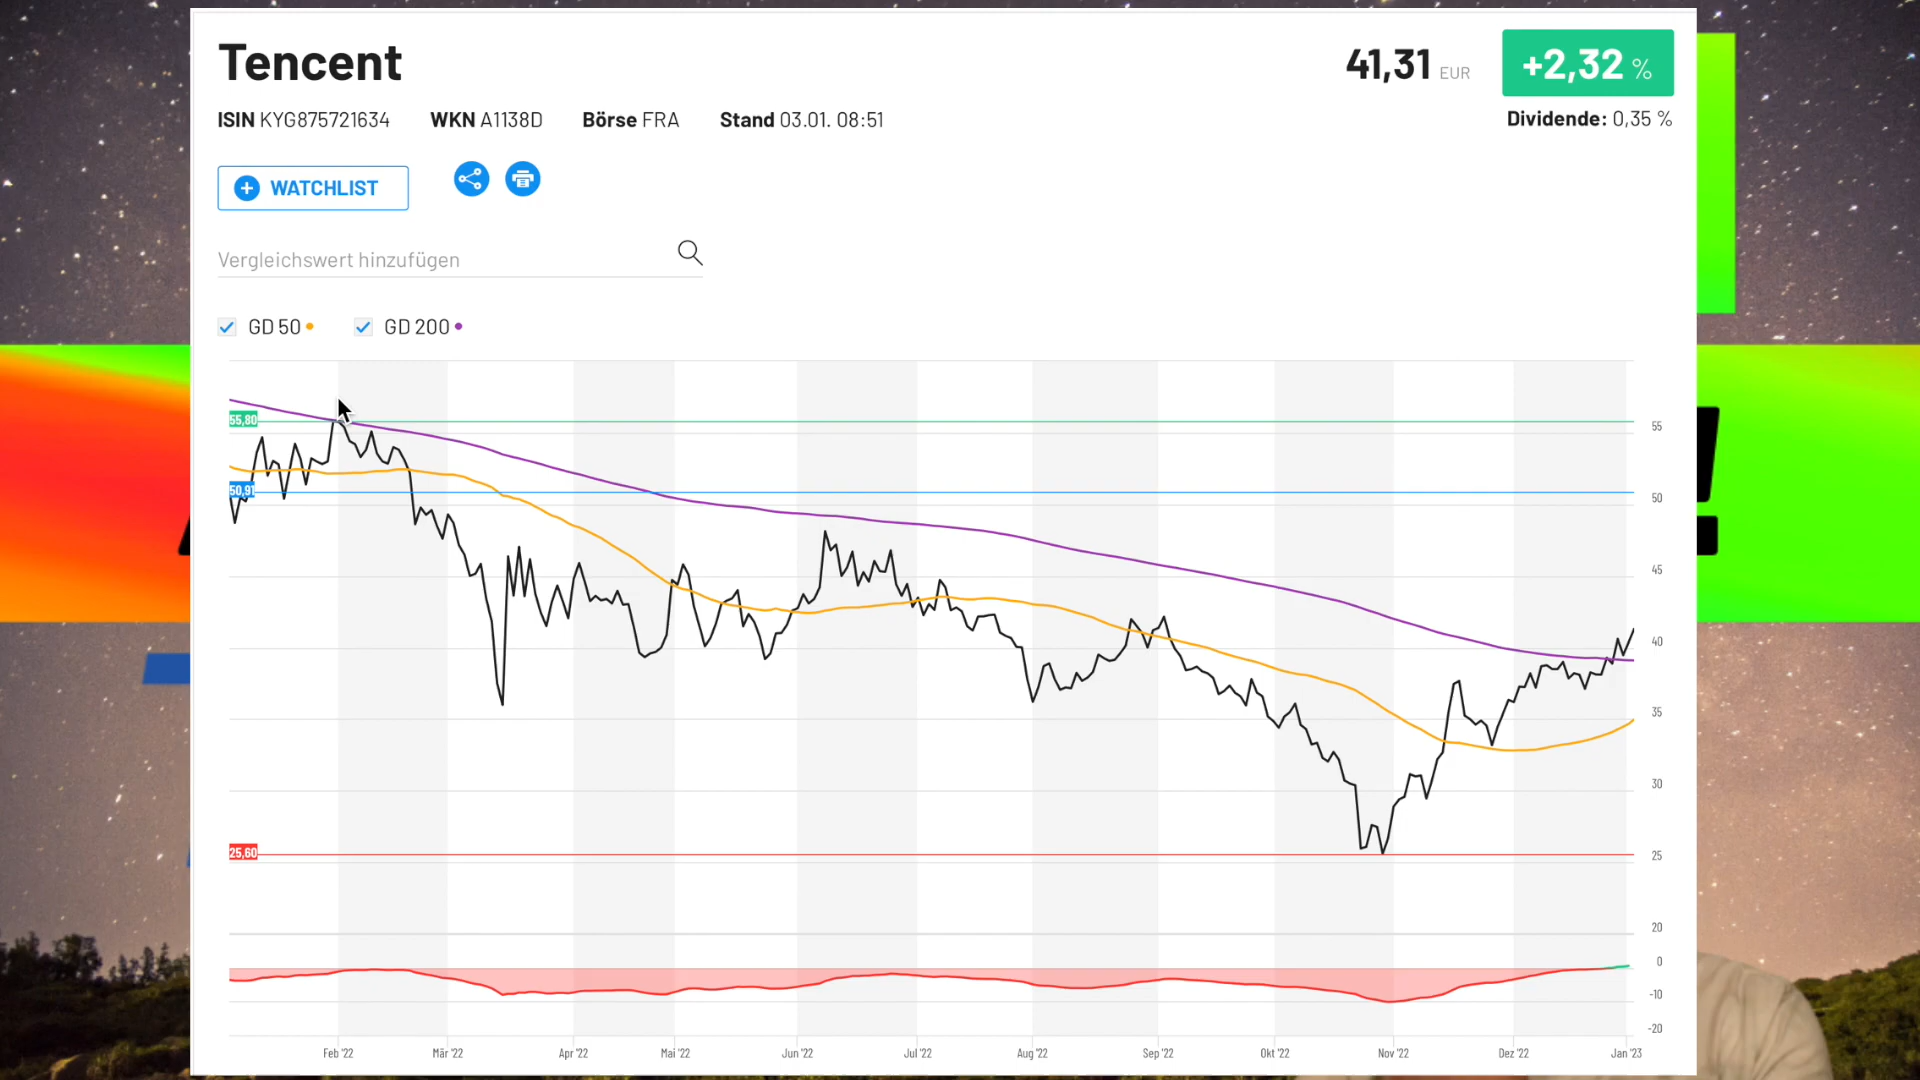 Tencent
41,31 EUR
+2,32 %
ISIN KYG875721634 WKN A1138D Börse FRA Stand 03.01. 08:51
Dividende: 0,35 %
WATCHLIST
Vergleichswert hinzufügen
GD 50 GD 200
55,80
50,91
25,60
55
50
45
40
35
30
25
20
0
-10
-20
Feb '22 Mär '22 Apr '22 Mai '22 Jun '22 Jul '22 Aug '22 Sep '22 Okt '22 Nov '22 Dez '22 Jan '23